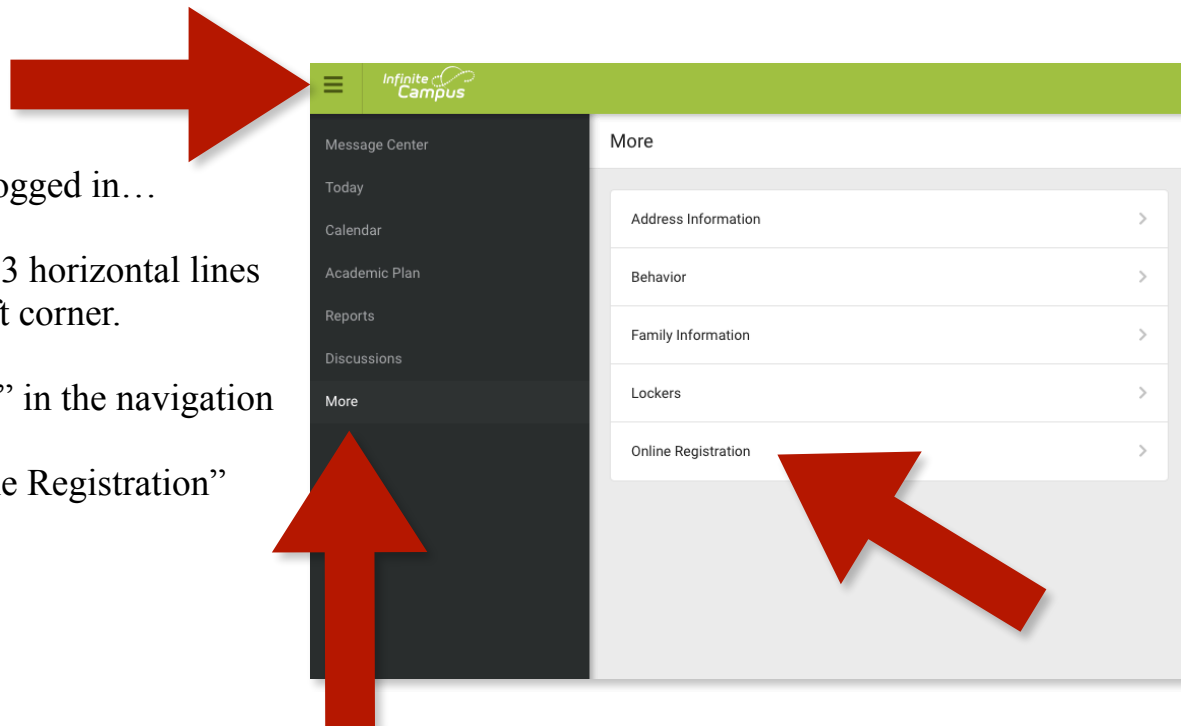 ogged in…
3 horizontal lines
t corner.
” in the navigation
e Registration”
Infinite
Campus
Message Center
Today
Calendar
Academic Plan
Reports
Discussions
More
More
Address Information
Behavior
Family Information
Lockers
Online Registration